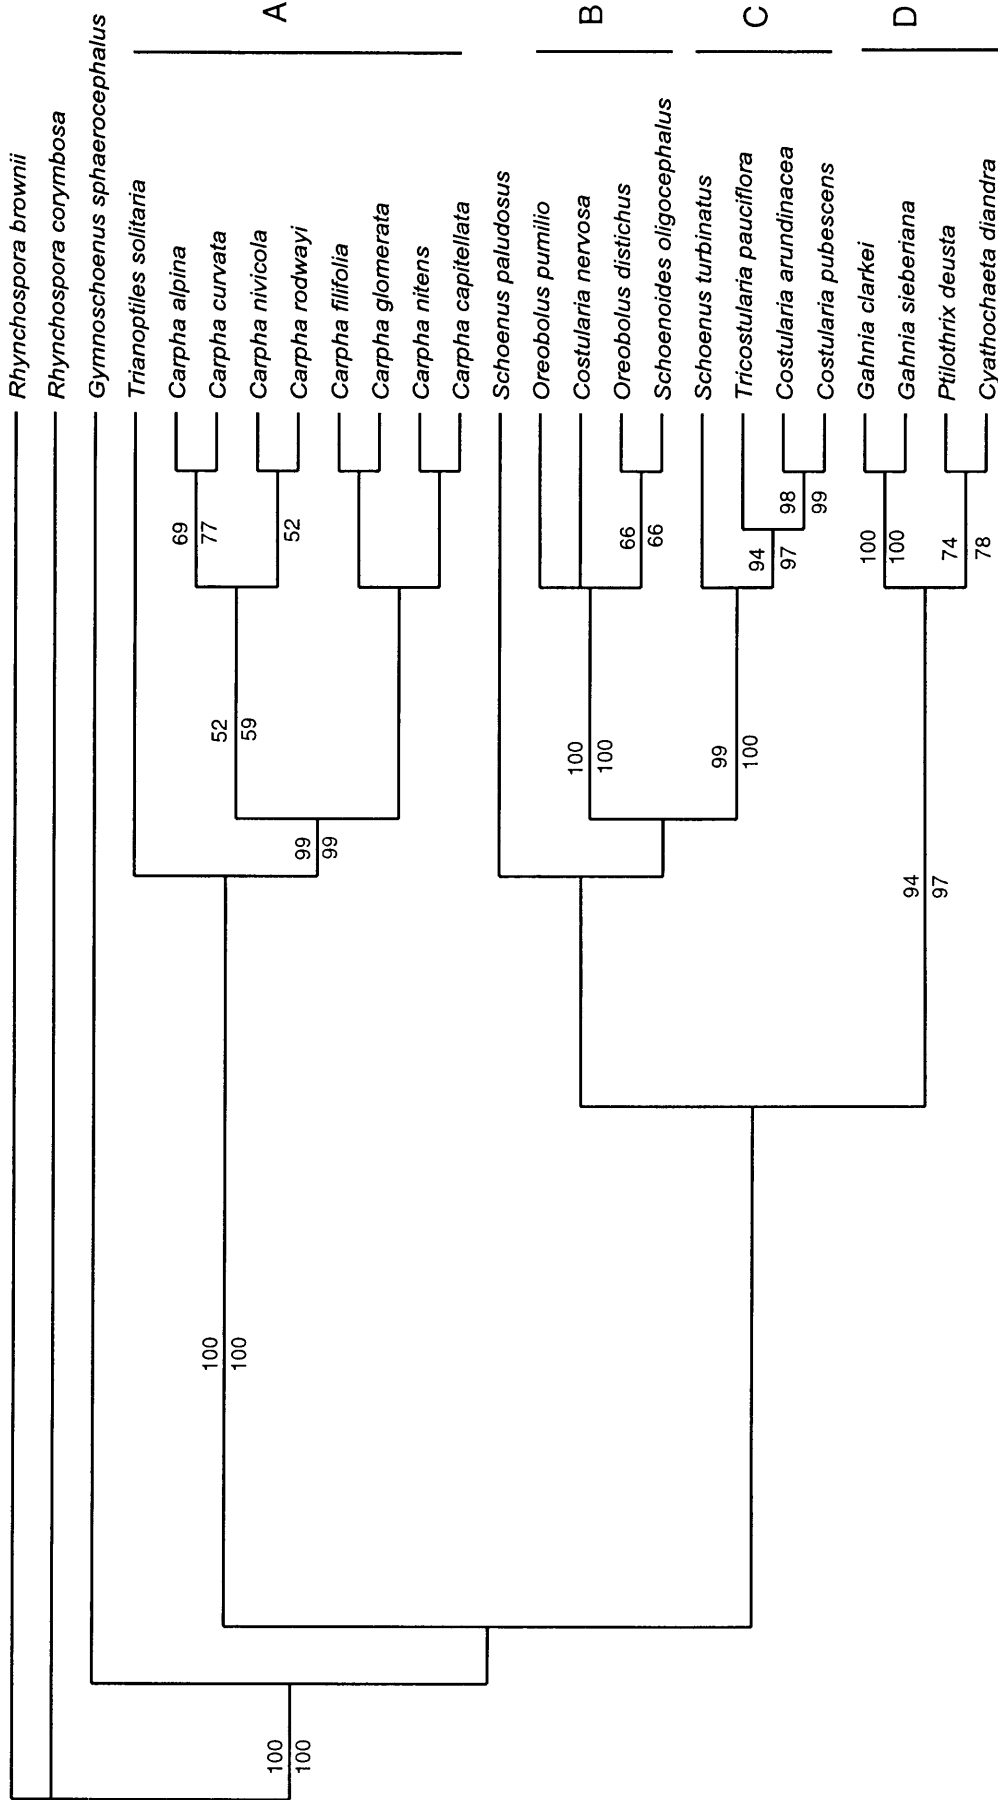 Rhynchospora brownii
Rhynchospora corymbosa
Gymnoschoenus sphaerocephalus
Trianoptiles solitaria
Carpha alpina
Carpha curvata
Carpha nivicola
Carpha rodwayi
Carpha filifolia
Carpha glomerata
Carpha nitens
Carpha capitellata
Schoenus paludosus
Oreobolus pumilio
Costularia nervosa
Oreobolus distichus
Schoenoides oligocephalus
Schoenus turbinatus
Tricostularia pauciflora
Costularia arundinacea
Costularia pubescens
Gahnia clarkei
Gahnia sieberiana
Ptilothrix deusta
Cyathochaeta diandra
A
B
C
D
100
100
100
100
99
99
52
59
69
77
52
100
100
66
66
99
100
94
97
98
99
94
97
100
100
74
78